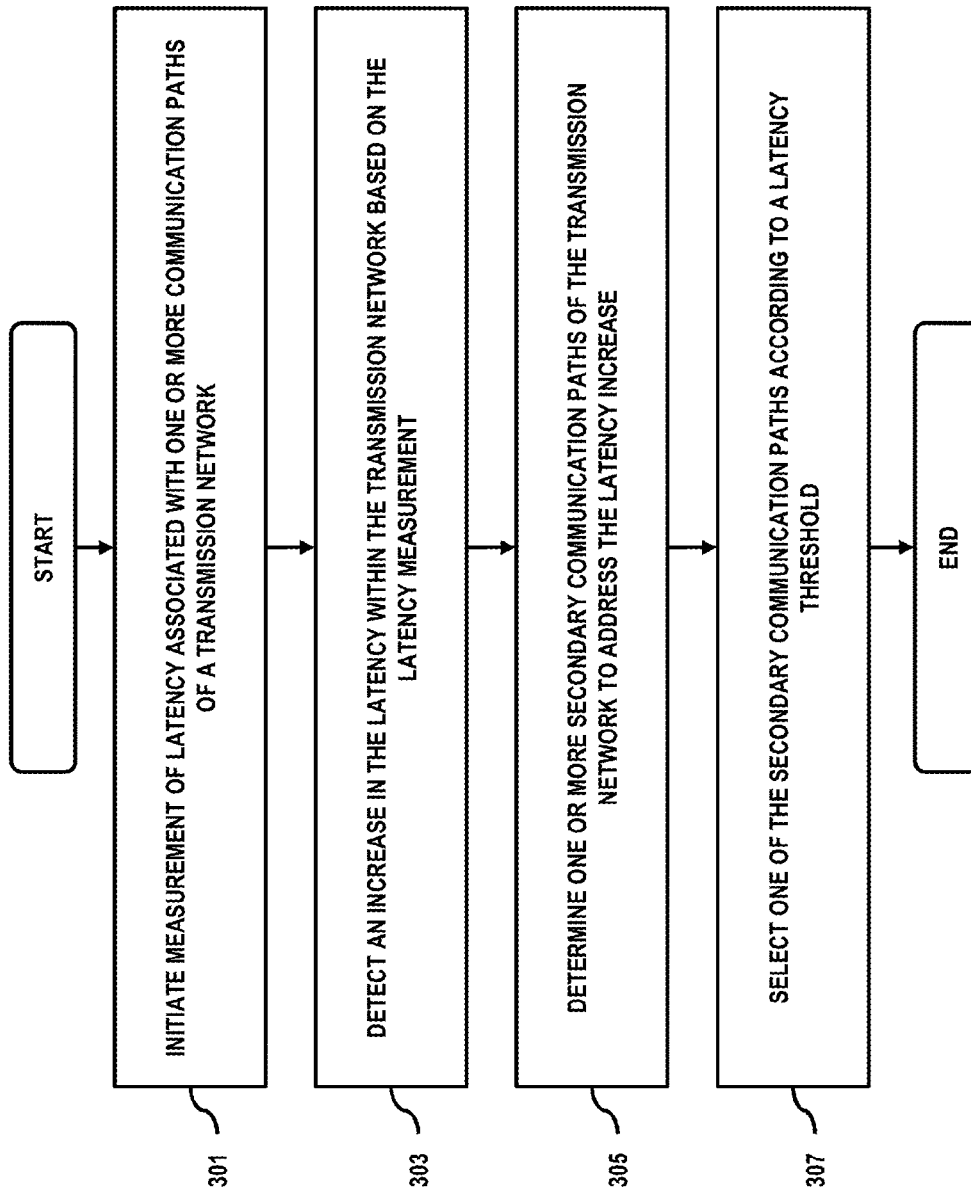 START
301
INITIATE MEASUREMENT OF LATENCY ASSOCIATED WITH ONE OR MORE COMMUNICATION PATHS
OF A TRANSMISSION NETWORK
303
DETECT AN INCREASE IN THE LATENCY WITHIN THE TRANSMISSION NETWORK BASED ON THE
LATENCY MEASUREMENT
305
DETERMINE ONE OR MORE SECONDARY COMMUNICATION PATHS OF THE TRANSMISSION
NETWORK TO ADDRESS THE LATENCY INCREASE
307
SELECT ONE OF THE SECONDARY COMMUNICATION PATHS ACCORDING TO A LATENCY
THRESHOLD
END